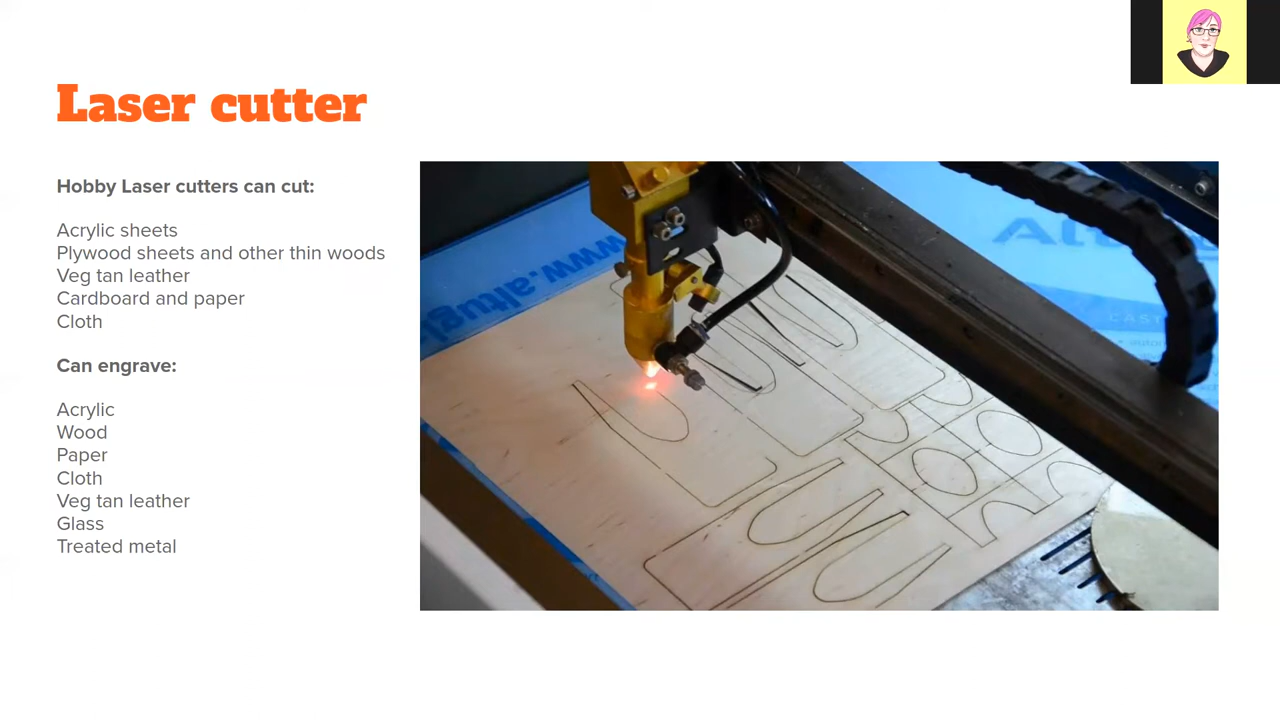 Laser cutter
Hobby Laser cutters can cut:
Acrylic sheets
Plywood sheets and other thin woods
Veg tan leather
Cardboard and paper
Cloth
Can engrave:
Acrylic
Wood
Paper
Cloth
Veg tan leather
Glass
Treated metal